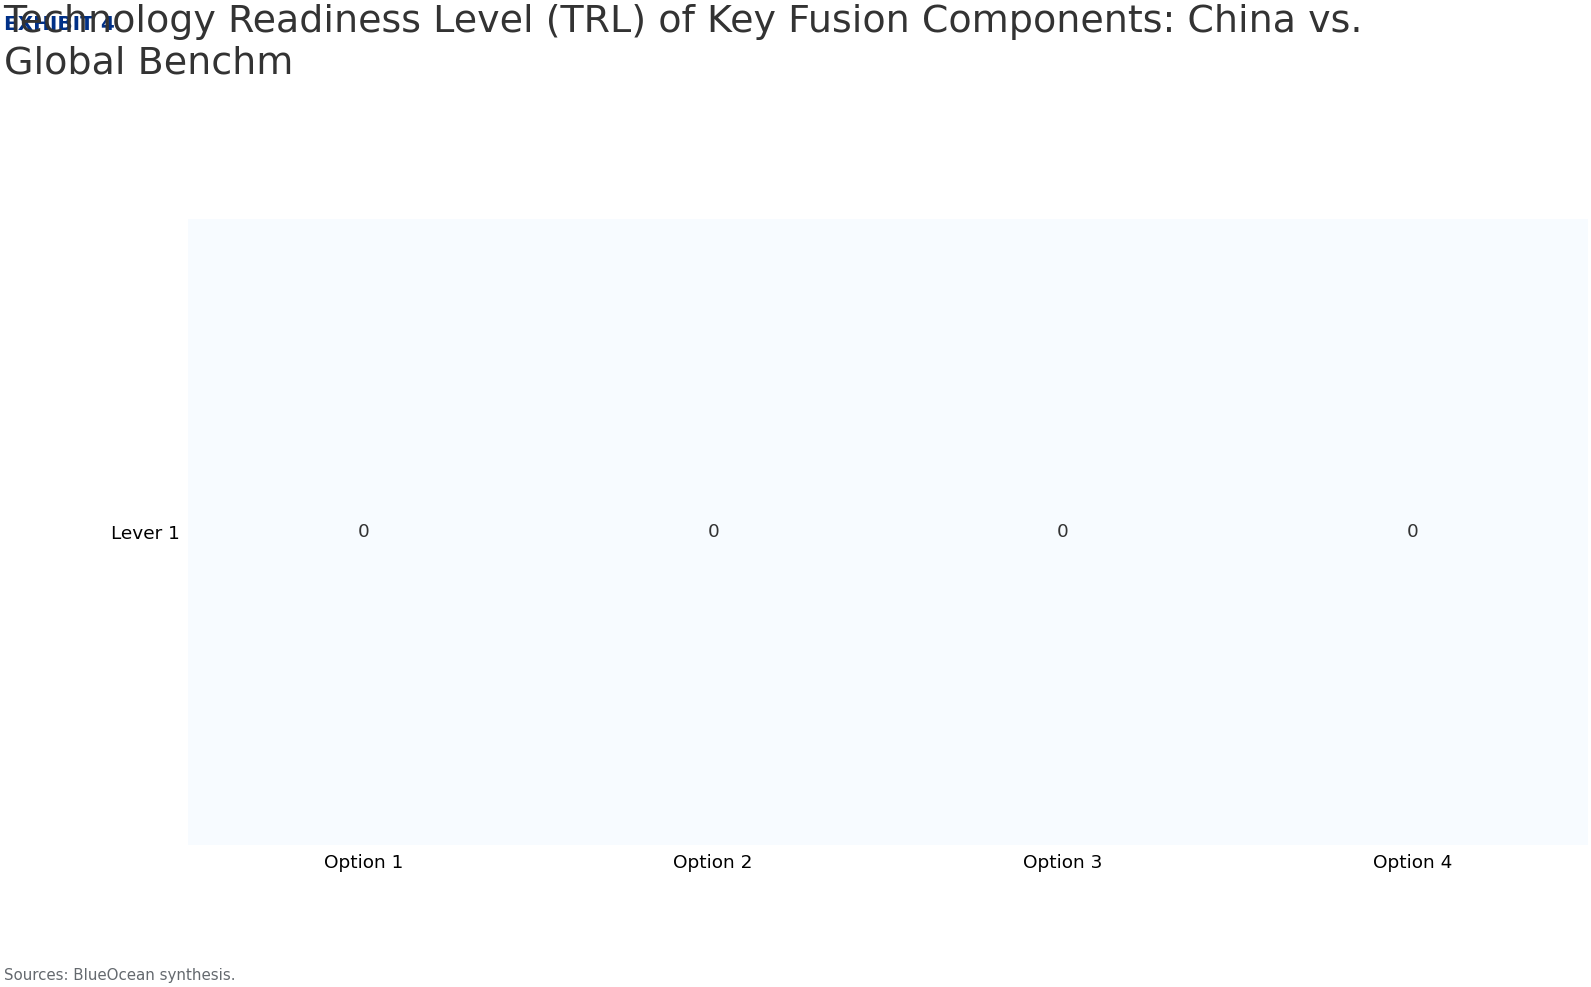 EXHIBIT 4
Technology Readiness Level (TRL) of Key Fusion Components: China vs.
Global Benchm
Lever 1
0 0 0 0
Option 1 Option 2 Option 3 Option 4
Sources: BlueOcean synthesis.